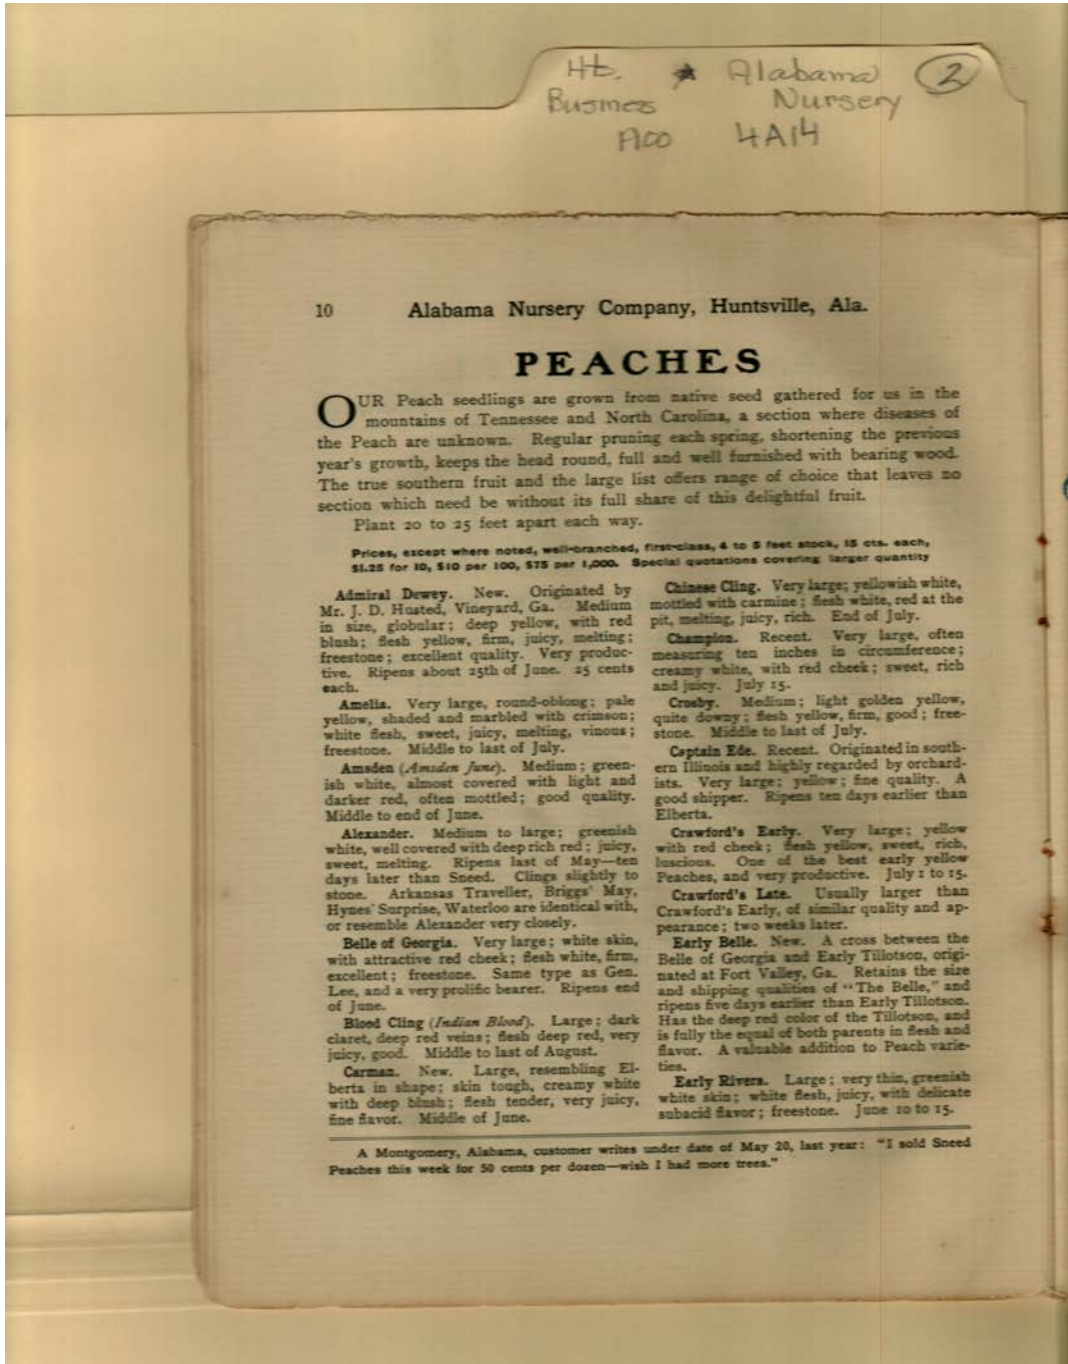 Hb. * Alabama 2
Business Nursery
1900 4A14
10 Alabama Nursery Company, Huntsville, Ala.
PEACHES
OUR Peach seedlings are grown from native seed gathered for us in the
mountains of Tennessee and North Carolina, a section where diseases of
the Peach are unknown. Regular pruning each spring, shortening the previous
year's growth, keeps the head round, full and well furnished with bearing wood.
The true southern fruit and the large list offers range of choice that leaves no
section which need be without its full share of this delightful fruit.
Plant 20 to 25 feet apart each way.
Prices, except where noted, well-branched, first-class, 4 to 5 feet stock, 15 cts. each,
$1.25 for 10, $10 per 100, $75 per 1,000. Special quotations covering larger quantity
Admiral Dewey. New. Originated by
Mr. J. D. Husted, Vineyard, Ga. Medium
in size, globular; deep yellow, with red
blush; flesh yellow, firm, juicy, melting;
freestone; excellent quality. Very produc-
tive. Ripens about 25th of June. 25 cents
each.
Amelia. Very large, round-oblong; pale
yellow, shaded and marbled with crimson;
white flesh, sweet, juicy, melting, vinous;
freestone. Middle to last of July.
Amsden (Amsden June). Medium; green-
ish white, almost covered with light and
darker red, often mottled; good quality.
Middle to end of June.
Alexander. Medium to large; greenish
white, well covered with deep rich red; juicy,
sweet, melting. Ripens last of May—ten
days later than Sneed. Clings slightly to
stone. Arkansas Traveller, Briggs' May,
Hynes' Surprise, Waterloo are identical with,
or resemble Alexander very closely.
Belle of Georgia. Very large; white skin,
with attractive red cheek; flesh white, firm,
excellent; freestone. Same type as Gen.
Lee, and a very prolific bearer. Ripens end
of June.
Blood Cling (Indian Blood). Large; dark
claret, deep red veins; flesh deep red, very
juicy, good. Middle to last of August.
Carman. New. Large, resembling El-
berta in shape; skin tough, creamy white
with deep blush; flesh tender, very juicy,
fine flavor. Middle of June.
Chinese Cling. Very large; yellowish white,
mottled with carmine; flesh white, red at the
pit, melting, juicy, rich. End of July.
Champion. Recent. Very large, often
measuring ten inches in circumference;
creamy white, with red cheek; sweet, rich
and juicy. July 15.
Crosby. Medium; light golden yellow,
quite downy; flesh yellow, firm, good; free-
stone. Middle to last of July.
Captain Ede. Recent. Originated in south-
ern Illinois and highly regarded by orchard-
ists. Very large; yellow; fine quality. A
good shipper. Ripens ten days earlier than
Elberta.
Crawford's Early. Very large; yellow
with red cheek; flesh yellow, sweet, rich,
luscious. One of the best early yellow
Peaches, and very productive. July 1 to 15.
Crawford's Late. Usually larger than
Crawford's Early, of similar quality and ap-
pearance; two weeks later.
Early Belle. New. A cross between the
Belle of Georgia and Early Tillotson, origi-
nated at Fort Valley, Ga. Retains the size
and shipping qualities of "The Belle," and
ripens five days earlier than Early Tillotson.
Has the deep red color of the Tillotson, and
is fully the equal of both parents in flesh and
flavor. A valuable addition to Peach varie-
ties.
Early Rivers. Large; very thin, greenish
white skin; white flesh, juicy, with delicate
subacid flavor; freestone. June 10 to 15.
A Montgomery, Alabama, customer writes under date of May 20, last year: "I sold Sneed
Peaches this week for 50 cents per dozen—wish I had more trees."